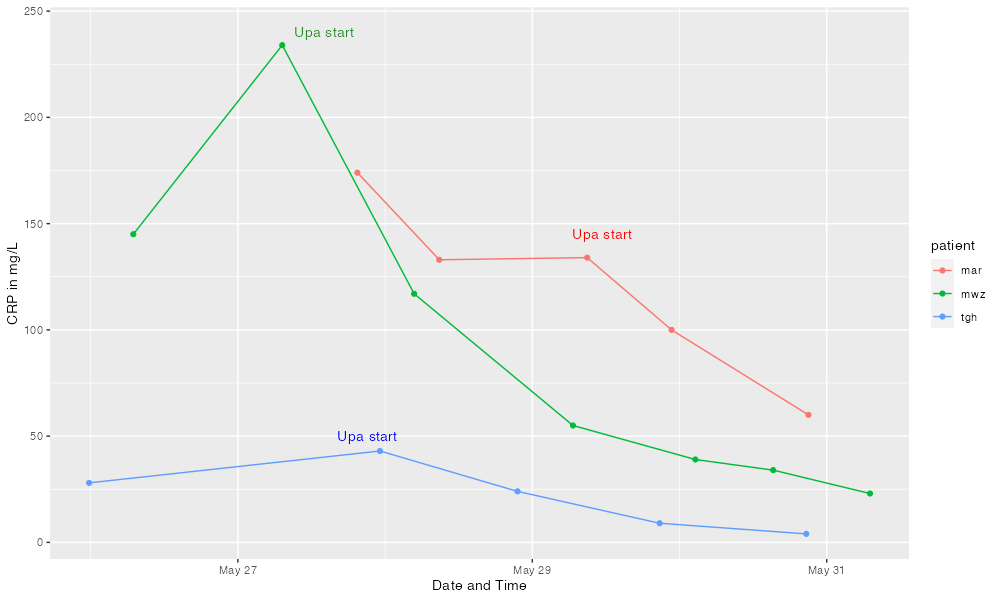 250
200
150
100
50
0
CRP in mg/L
Upa start
Upa start
Upa start
May 27
May 29
May 31
Date and Time
patient
mar
mwz
tgh